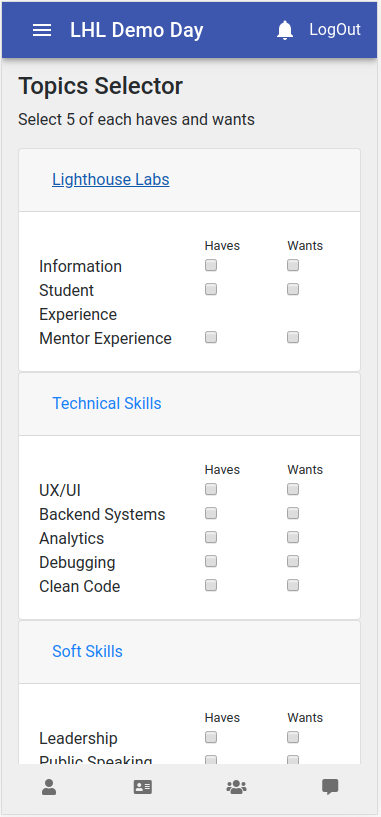 LHL Demo Day LogOut
Topics Selector
Select 5 of each haves and wants
Lighthouse Labs
Haves Wants
Information
Student
Experience
Mentor Experience
Technical Skills
Haves Wants
UX/UI
Backend Systems
Analytics
Debugging
Clean Code
Soft Skills
Haves Wants
Leadership
Public Speaking